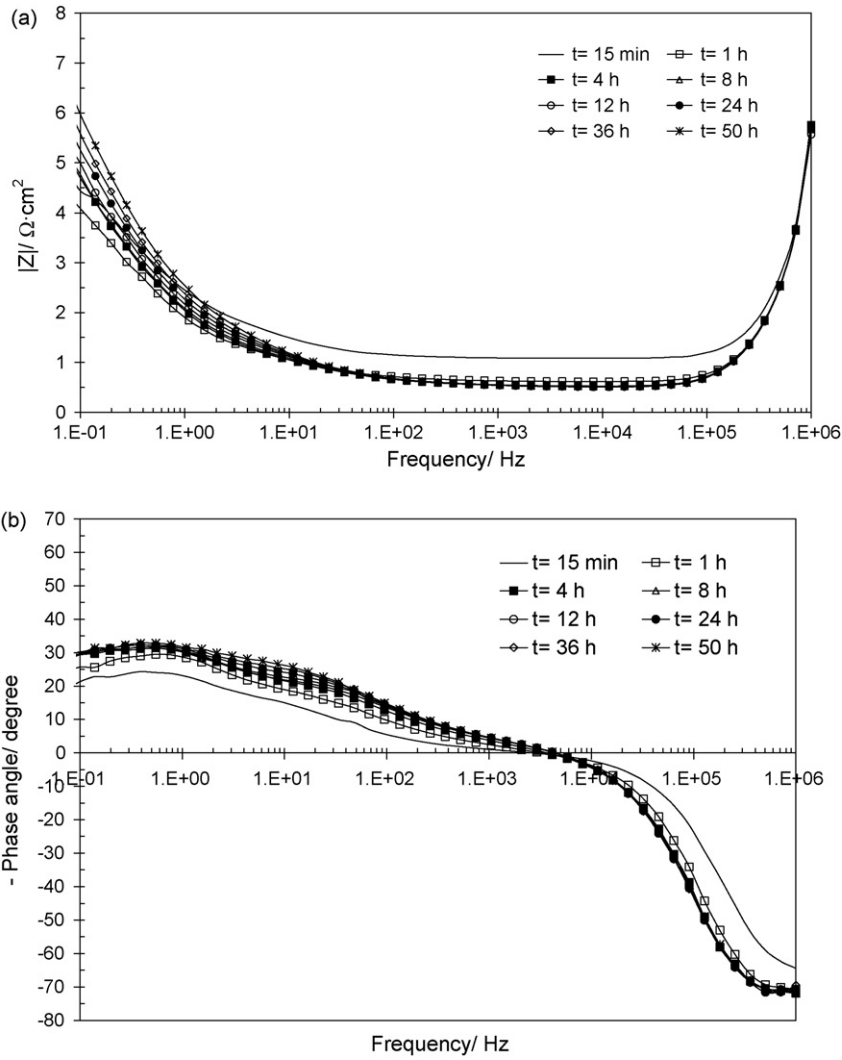 (a)
8
7
6
5
4
3
2
1
0
|Z|/ Ω·cm²
t= 15 min
t= 1 h
t= 4 h
t= 8 h
t= 12 h
t= 24 h
t= 36 h
t= 50 h
1.E-01 1.E+00 1.E+01 1.E+02 1.E+03 1.E+04 1.E+05 1.E+06
Frequency/ Hz
(b)
70
60
50
40
30
20
10
0
-10
-20
-30
-40
-50
-60
-70
-80
- Phase angle/ degree
t= 15 min
t= 1 h
t= 4 h
t= 8 h
t= 12 h
t= 24 h
t= 36 h
t= 50 h
1.E-01 1.E+00 1.E+01 1.E+02 1.E+03 1.E+04 1.E+05 1.E+06
Frequency/ Hz